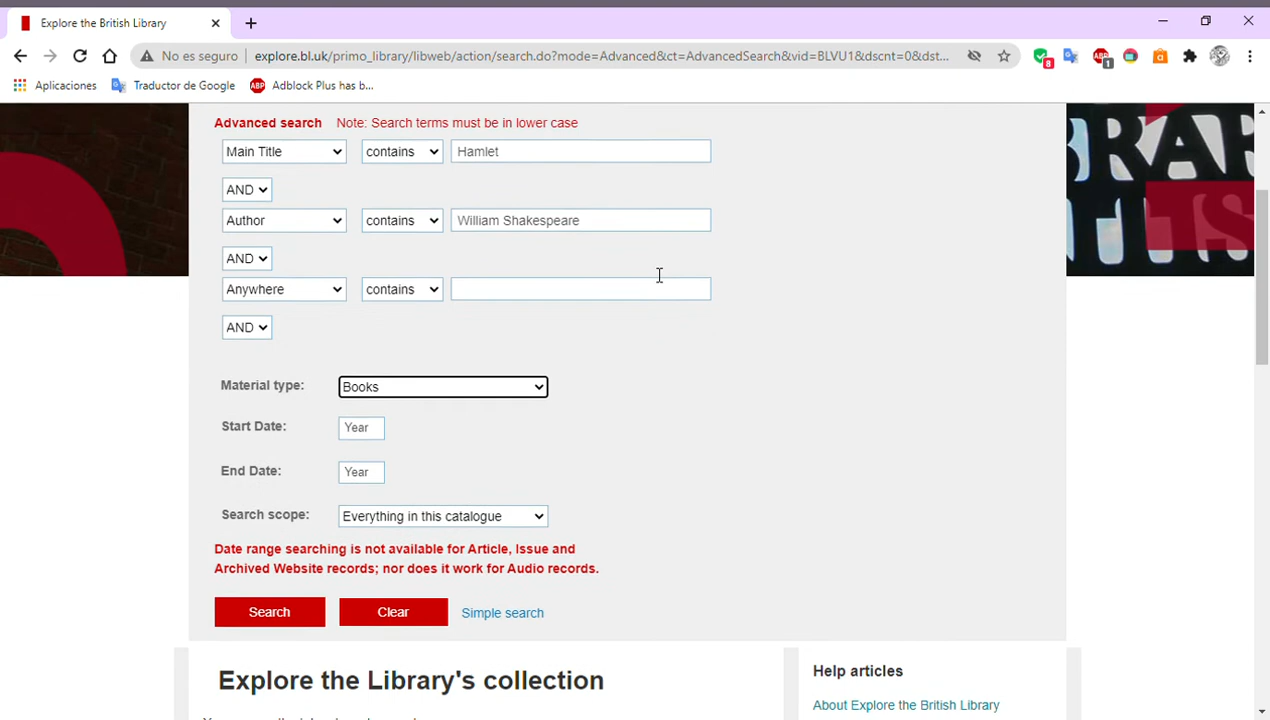 Explore the British Library
No es seguro explore.bl.uk/primo_library/libweb/action/search.do?mode=Advanced&ct=AdvancedSearch&vid=BLVU1&dscnt=0&dst...
8
1
Aplicaciones Traductor de Google ABP Adblock Plus has b...
Advanced search Note: Search terms must be in lower case
Main Title contains Hamlet
AND
Author contains William Shakespeare
AND
Anywhere contains
AND
Material type: Books
Start Date: Year
End Date: Year
Search scope: Everything in this catalogue
Date range searching is not available for Article, Issue and
Archived Website records; nor does it work for Audio records.
Search Clear Simple search
Explore the Library's collection
Help articles
About Explore the British Library